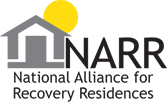 NARR
National Alliance for
Recovery Residences